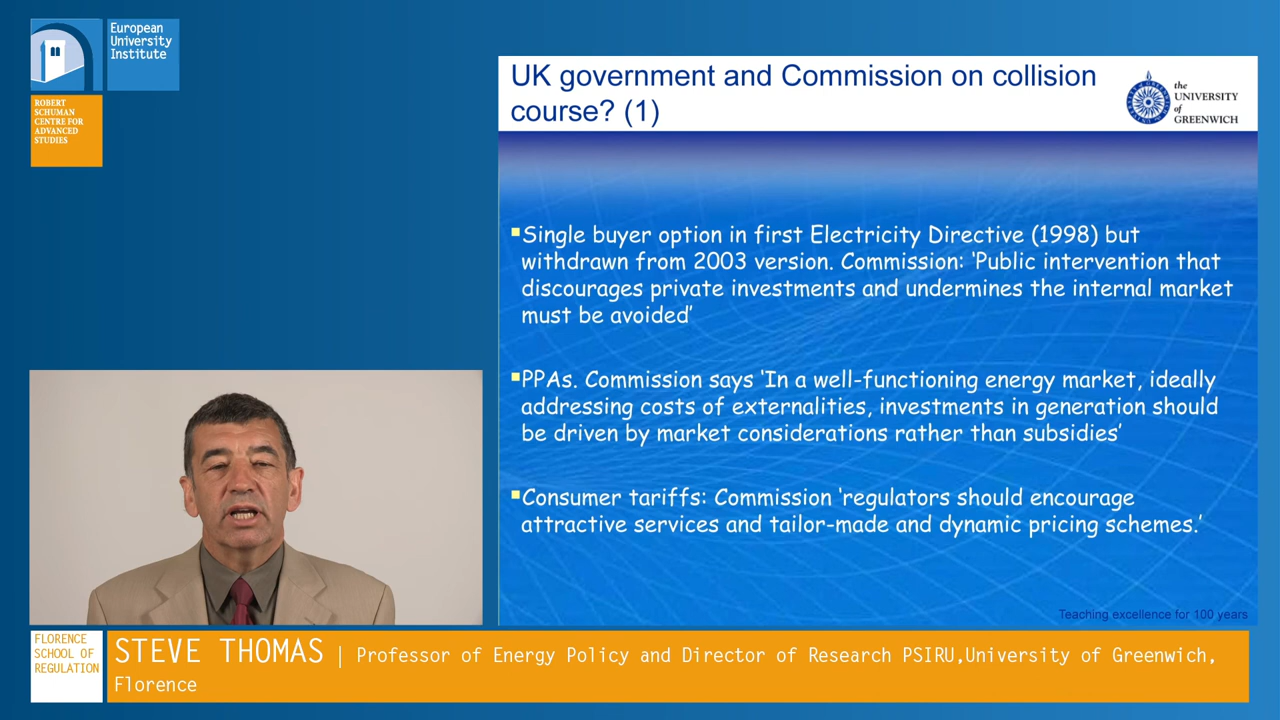 European
University
Institute
ROBERT
SCHUMAN
CENTRE FOR
ADVANCED
STUDIES
UK government and Commission on collision
course? (1)
the
UNIVERSITY
of
GREENWICH
▪Single buyer option in first Electricity Directive (1998) but
withdrawn from 2003 version. Commission: ‘Public intervention that
discourages private investments and undermines the internal market
must be avoided’
▪PPAs. Commission says ‘In a well-functioning energy market, ideally
addressing costs of externalities, investments in generation should
be driven by market considerations rather than subsidies’
▪Consumer tariffs: Commission ‘regulators should encourage
attractive services and tailor-made and dynamic pricing schemes.’
Teaching excellence for 100 years
FLORENCE
SCHOOL OF
REGULATION
STEVE THOMAS | Professor of Energy Policy and Director of Research PSIRU,University of Greenwich,
Florence